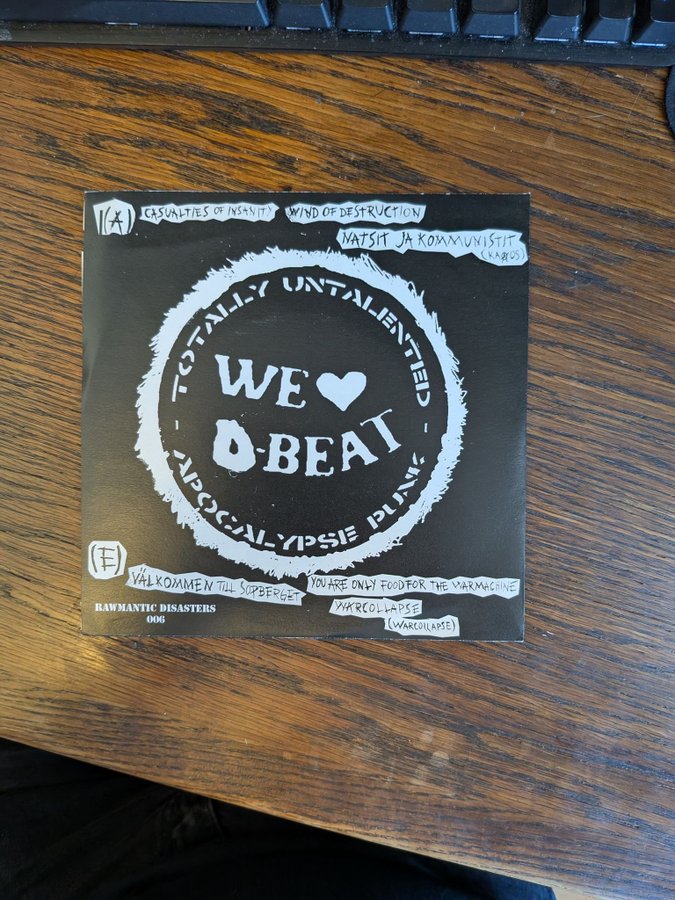 (A) CASUALTIES OF INSANITY WIND OF DESTRUCTION
NATSIT JA KOMMUNISTIT
(KAAOS)
- TOTALLY UNTALENTED -
WE ♥
D-BEAT
APOCALYPSE PUNK
(E)
VÄLKOMMEN TILL SOPBERGET YOU ARE ONLY FOOD FOR THE WARMACHINE
WARCOLLAPSE
(WARCOLLAPSE)
RAWMANTIC DISASTERS
006